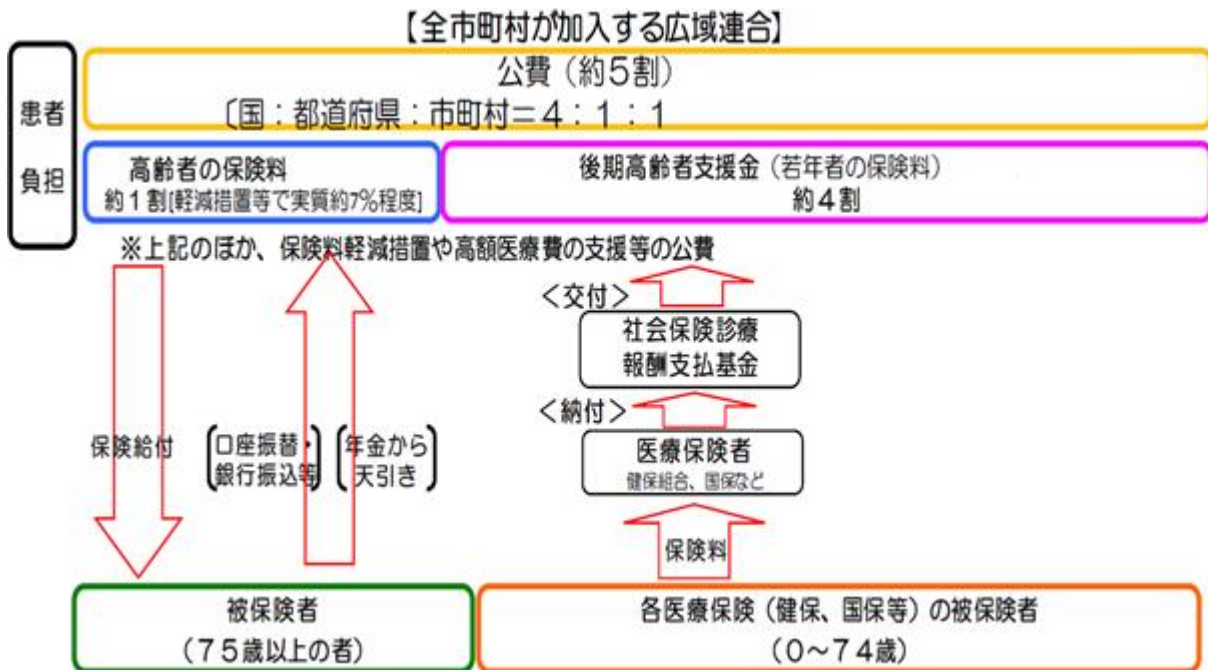 【全市町村が加入する広域連合】
患者
負担
公費（約5割）
〔国：都道府県：市町村＝4：1：1
高齢者の保険料
約1割[軽減措置等で実質約7％程度]
後期高齢者支援金（若年者の保険料）
約4割
※上記のほか、保険料軽減措置や高額医療費の支援等の公費
＜交付＞
社会保険診療
報酬支払基金
＜納付＞
保険給付
口座振替・
銀行振込等
年金から
天引き
医療保険者
健保組合、国保など
保険料
被保険者
（75歳以上の者）
各医療保険（健保、国保等）の被保険者
（0～74歳）